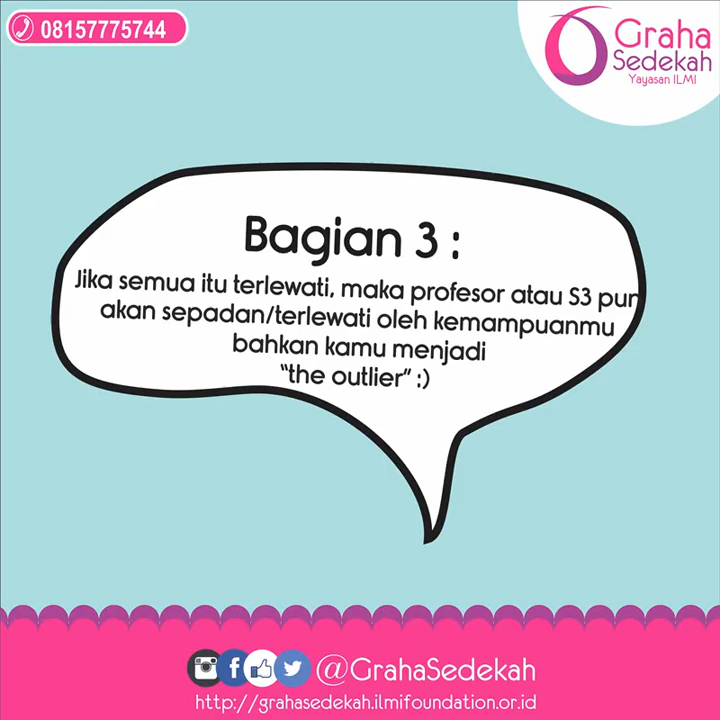 08157775744
Graha
Sedekah
Yayasan ILMI
Bagian 3 :
Jika semua itu terlewati, maka profesor atau S3 pun
akan sepadan/terlewati oleh kemampuanmu
bahkan kamu menjadi
“the outlier” :)
@GrahaSedekah
http://grahasedekah.ilmifoundation.or.id